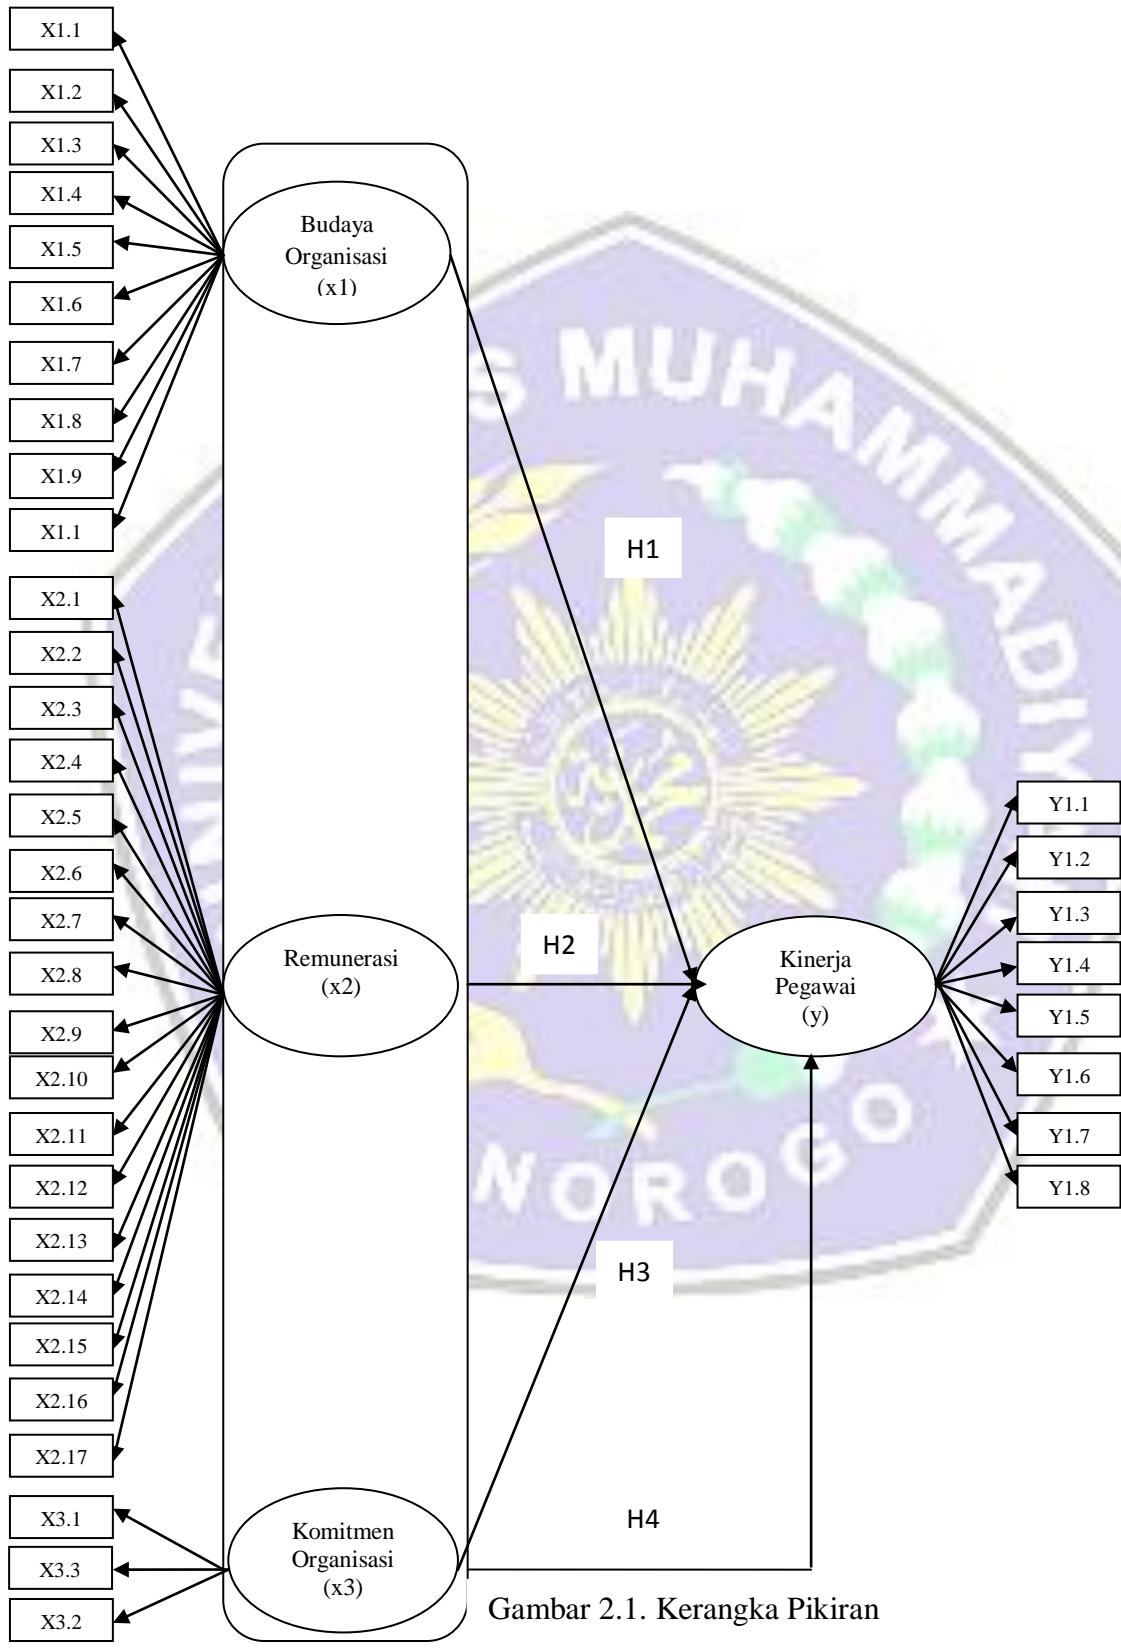 X1.1
X1.2
X1.3
X1.4
X1.5
X1.6
X1.7
X1.8
X1.9
X1.1
X2.1
X2.2
X2.3
X2.4
X2.5
X2.6
X2.7
X2.8
X2.9
X2.10
X2.11
X2.12
X2.13
X2.14
X2.15
X2.16
X2.17
X3.1
X3.3
X3.2
Budaya
Organisasi
(x1)
Remunerasi
(x2)
Komitmen
Organisasi
(x3)
H1
H2
H3
H4
Kinerja
Pegawai
(y)
Y1.1
Y1.2
Y1.3
Y1.4
Y1.5
Y1.6
Y1.7
Y1.8
S MUHAMMADIY
NIVE
NOROGO
Gambar 2.1. Kerangka Pikiran